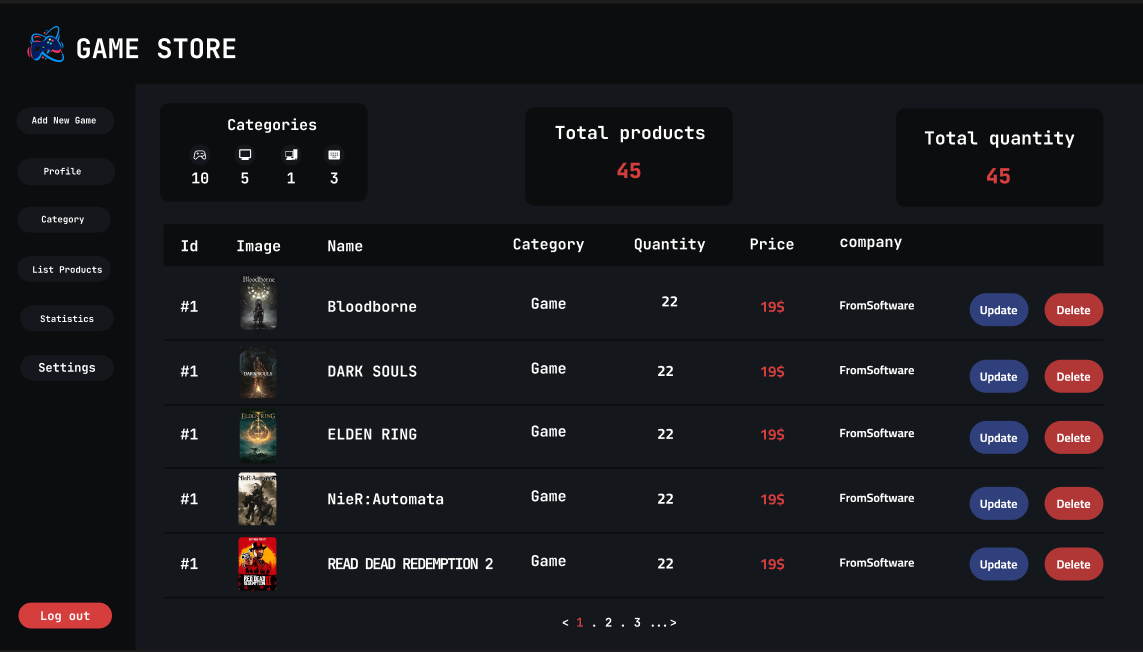 GAME STORE
Add New Game
Profile
Category
List Products
Statistics
Settings
Log out
Categories
10 5 1 3
Total products
45
Total quantity
45
Id Image Name Category Quantity Price company
#1 Bloodborne Bloodborne Game 22 19$ FromSoftware Update Delete
#1 DARK SOULS DARK SOULS Game 22 19$ FromSoftware Update Delete
#1 ELDEN RING ELDEN RING Game 22 19$ FromSoftware Update Delete
#1 NieR:Automata NieR:Automata Game 22 19$ FromSoftware Update Delete
#1 RED DEAD REDEMPTION II READ DEAD REDEMPTION 2 Game 22 19$ FromSoftware Update Delete
< 1 . 2 . 3 ...>